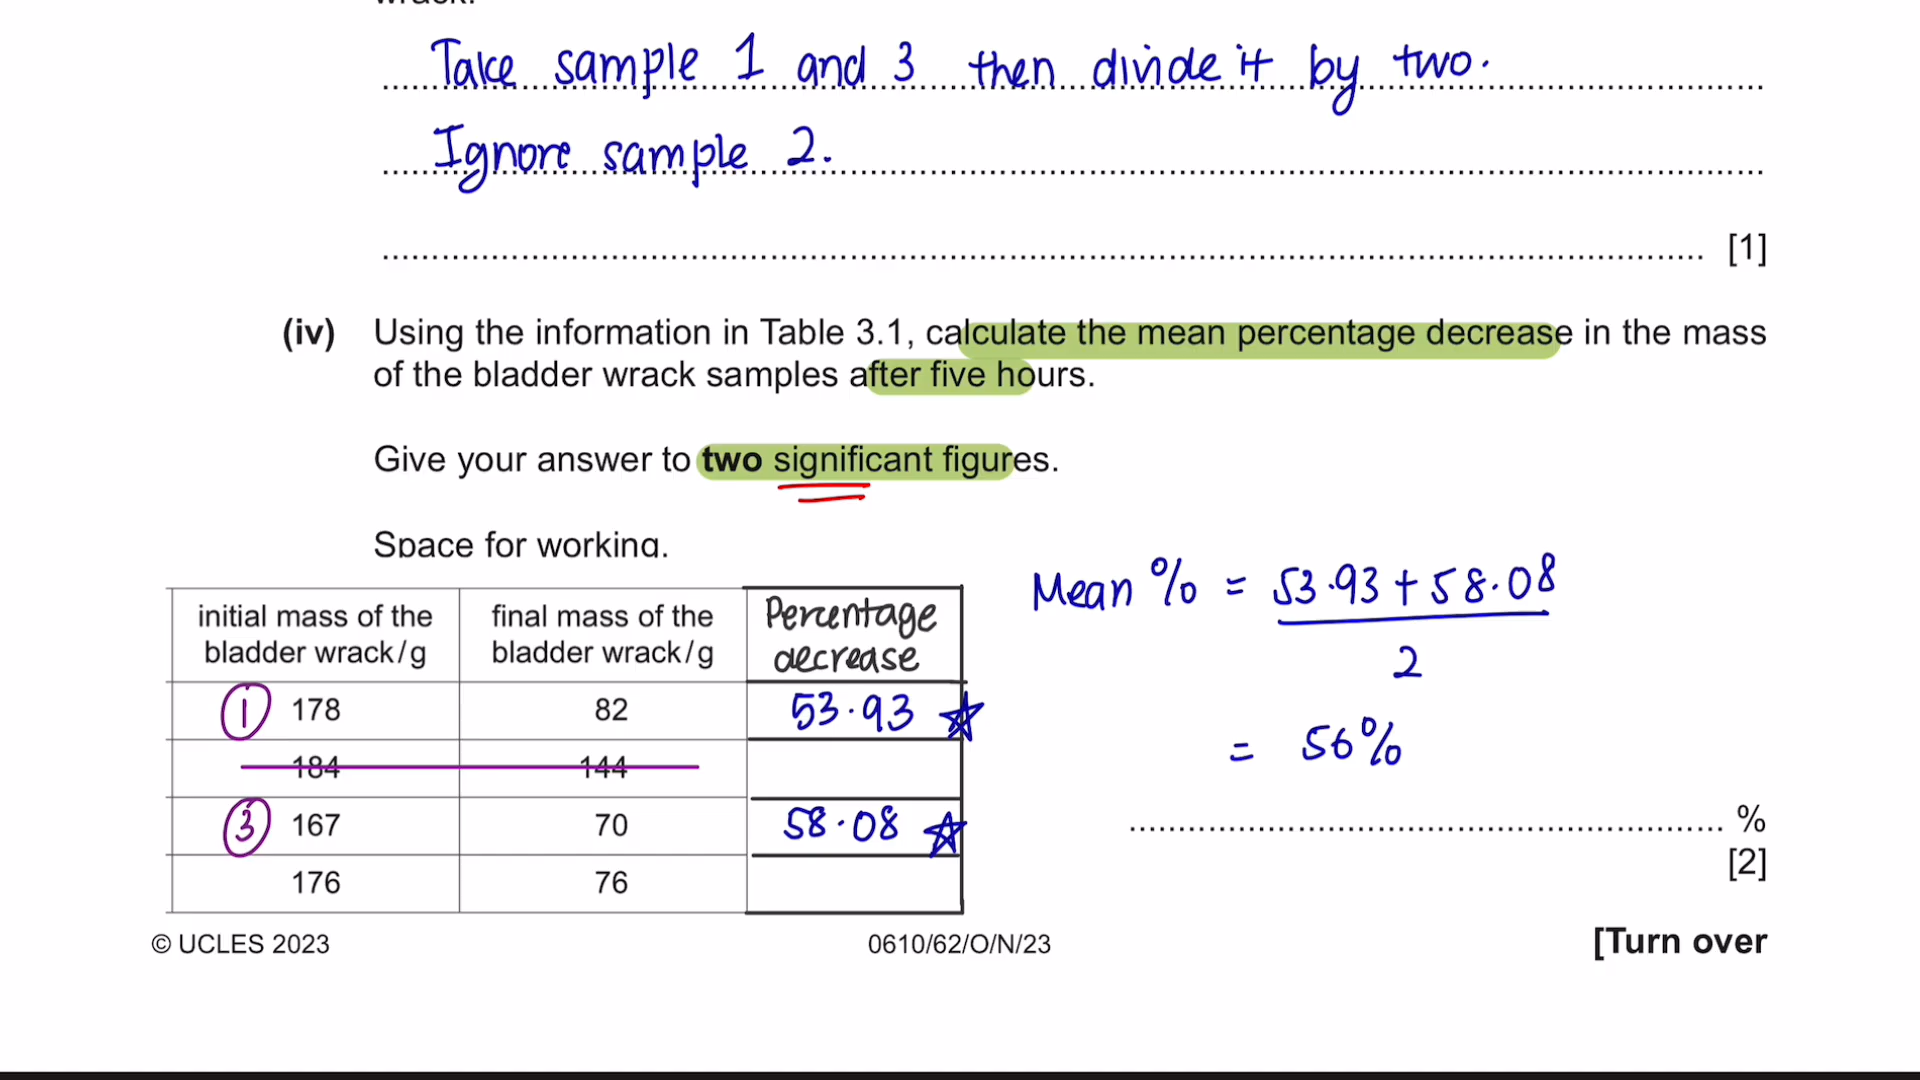 wrack.
Take sample 1 and 3 then divide it by two.
Ignore sample 2.
[1]
(iv) Using the information in Table 3.1, calculate the mean percentage decrease in the mass
of the bladder wrack samples after five hours.
Give your answer to two significant figures.
Space for working.
initial mass of the bladder wrack/g final mass of the bladder wrack/g Percentage decrease
① 178 82 53.93 ☆
184 144
③ 167 70 58.08 ☆
176 76
Mean % = 53.93 + 58.08
2
= 56%
%
[2]
© UCLES 2023 0610/62/O/N/23 [Turn over